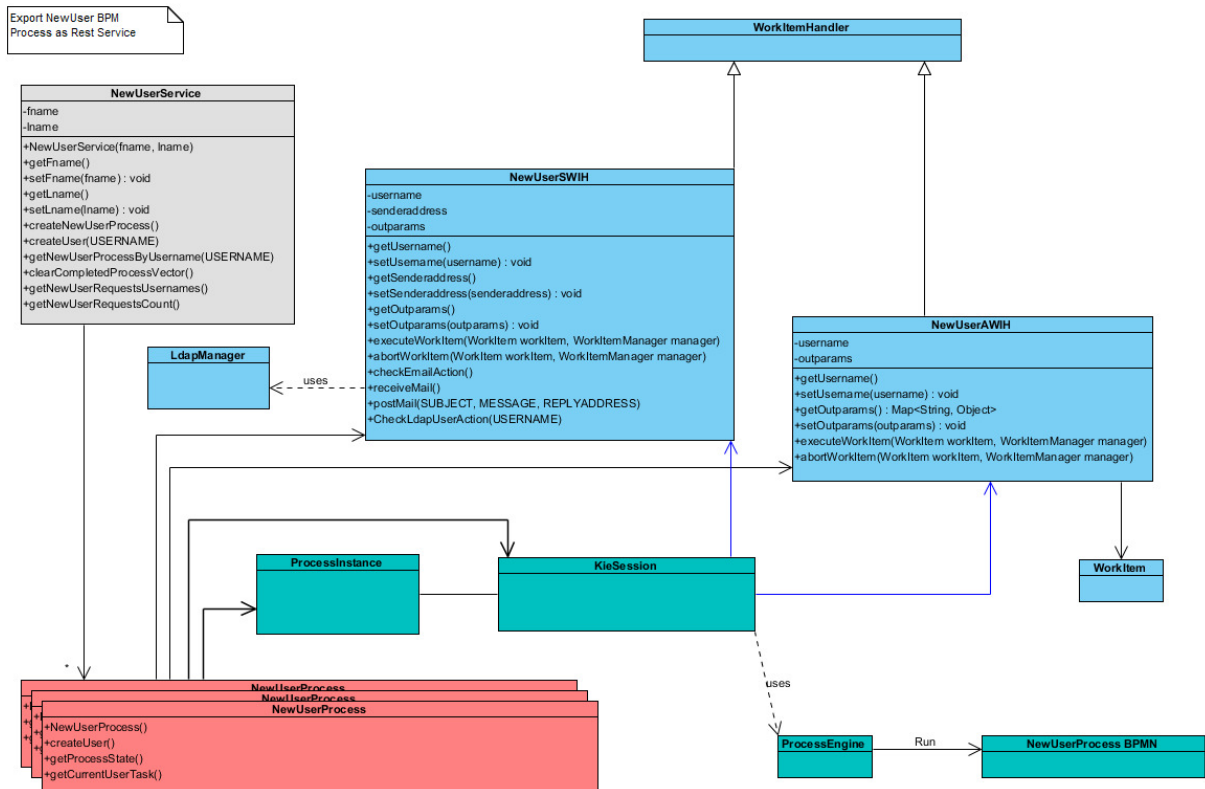 Export NewUser BPM
Process as Rest Service
WorkItemHandler
NewUserService
-fname
-lname
+NewUserService(fname, lname)
+getFname()
+setFname(fname) : void
+getLname()
+setLname(lname) : void
+createNewUserProcess()
+createUser(USERNAME)
+getNewUserProcessByUsername(USERNAME)
+clearCompletedProcessVector()
+getNewUserRequestsUsernames()
+getNewUserRequestsCount()
NewUserSWIH
-username
-senderaddress
-outparams
+getUsername()
+setUsername(username) : void
+getSenderaddress()
+setSenderaddress(senderaddress) : void
+getOutparams()
+setOutparams(outparams) : void
+executeWorkItem(WorkItem workItem, WorkItemManager manager)
+abortWorkItem(WorkItem workItem, WorkItemManager manager)
+checkEmailAction()
+receiveMail()
+postMail(SUBJECT, MESSAGE, REPLYADDRESS)
+CheckLdapUserAction(USERNAME)
NewUserAWIH
-username
-outparams
+getUsername()
+setUsername(username) : void
+getOutparams() : Map<String, Object>
+setOutparams(outparams) : void
+executeWorkItem(WorkItem workItem, WorkItemManager manager)
+abortWorkItem(WorkItem workItem, WorkItemManager manager)
LdapManager
uses
ProcessInstance
KieSession
WorkItem
*
uses
NewUserProcess
NewUserProcess
NewUserProcess
+NewUserProcess()
+createUser()
+getProcessState()
+getCurrentUserTask()
ProcessEngine
Run
NewUserProcess BPMN